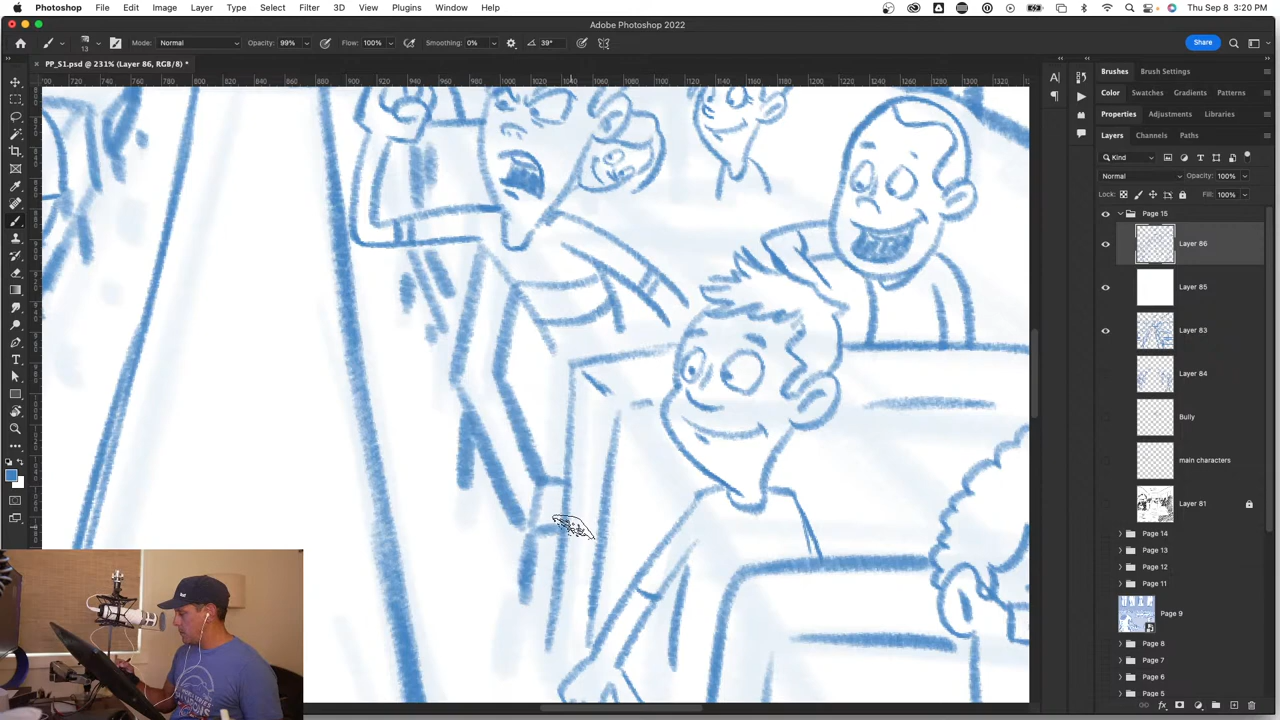 Photoshop File Edit Image Layer Type Select Filter 3D View Plugins Window Help Thu Sep 8 3:20 PM
Adobe Photoshop 2022
13 Mode: Normal Opacity: 99% Flow: 100% Smoothing: 0% 39° Share
PP_S1.psd @ 231% (Layer 86, RGB/8) *
Brushes Brush Settings
Color Swatches Gradients Patterns
Properties Adjustments Libraries
Layers Channels Paths
Kind
Normal Opacity: 100%
Lock: Fill: 100%
Page 15
Layer 86
Layer 85
Layer 83
Layer 84
Bully
main characters
Layer 81
Page 14
Page 13
Page 12
Page 11
Page 9
Page 8
Page 7
Page 6
Page 5